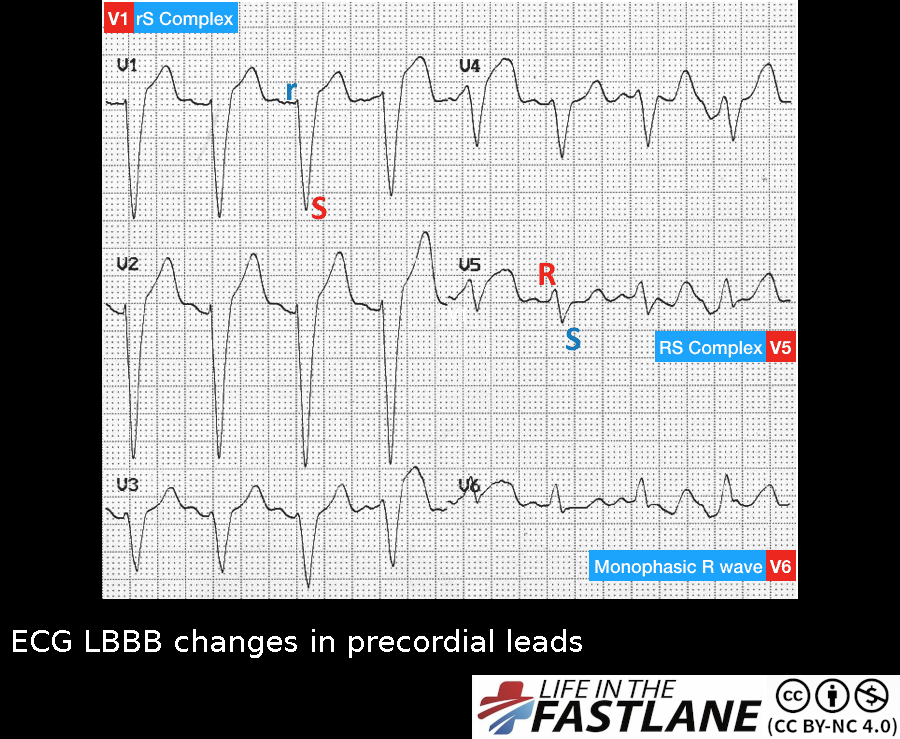 V1 rS Complex
V1
V4
r
S
V2
V5
R
S
RS Complex V5
V3
V6
Monophasic R wave V6
ECG LBBB changes in precordial leads
LIFE IN THE
FASTLANE
cc $
(CC BY-NC 4.0)